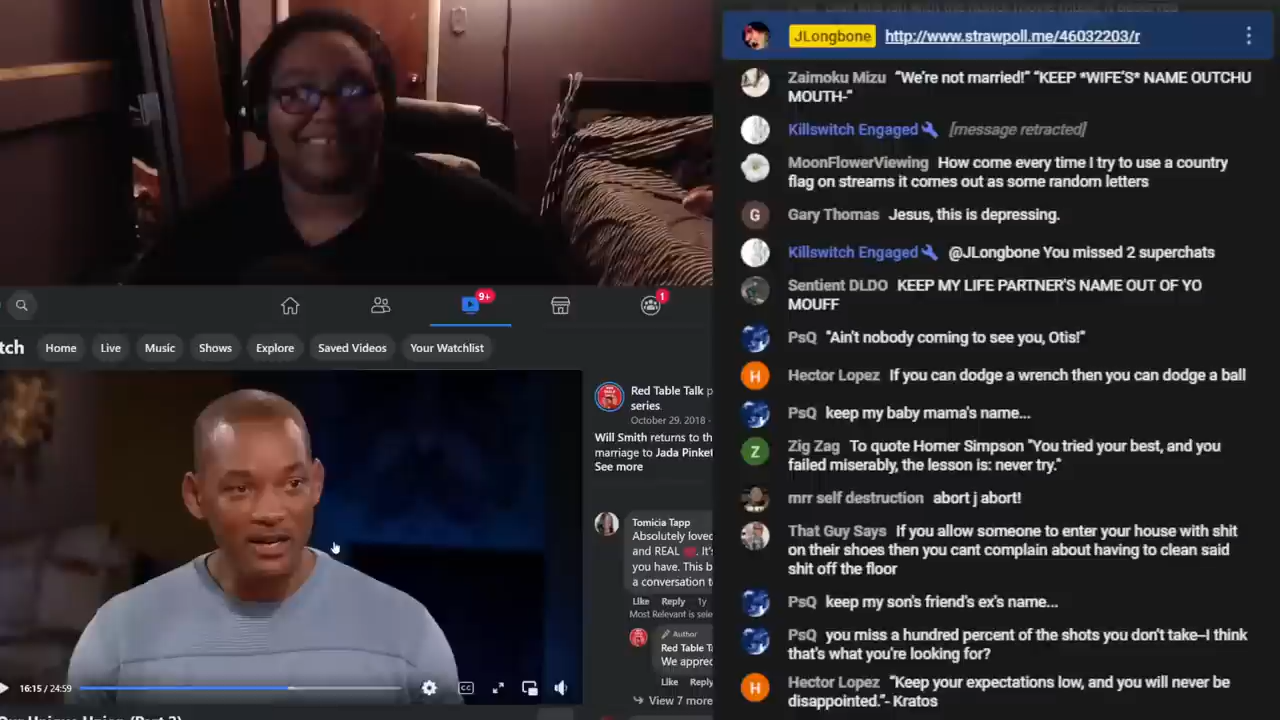 JLongbone http://www.strawpoll.me/46032203/r
Zaimoku Mizu "We're not married!" "KEEP *WIFE'S* NAME OUTCHU
MOUTH-"
Killswitch Engaged [message retracted]
MoonFlowerViewing How come every time I try to use a country
flag on streams it comes out as some random letters
G Gary Thomas Jesus, this is depressing.
Killswitch Engaged @JLongbone You missed 2 superchats
Sentient DLDO KEEP MY LIFE PARTNER'S NAME OUT OF YO
MOUFF
PsQ "Ain't nobody coming to see you, Otis!"
H Hector Lopez If you can dodge a wrench then you can dodge a ball
PsQ keep my baby mama's name...
Z Zig Zag To quote Homer Simpson "You tried your best, and you
failed miserably, the lesson is: never try."
mrr self destruction abort j abort!
That Guy Says If you allow someone to enter your house with shit
on their shoes then you cant complain about having to clean said
shit off the floor
PsQ keep my son's friend's ex's name...
PsQ you miss a hundred percent of the shots you don't take--I think
that's what you're looking for?
H Hector Lopez "Keep your expectations low, and you will never be
disappointed."- Kratos
9+
1
tch Home Live Music Shows Explore Saved Videos Your Watchlist
Red Table Talk p
series.
October 29, 2018 ·
Will Smith returns to th
marriage to Jada Pinket
See more
Tomicia Tapp
Absolutely loved
and REAL It's
you have. This b
a conversation t
Like Reply 1y
Most Relevant is sele
Author
Red Table T
We apprec
Like Reply
View 7 more
16:15 / 24:59
CC